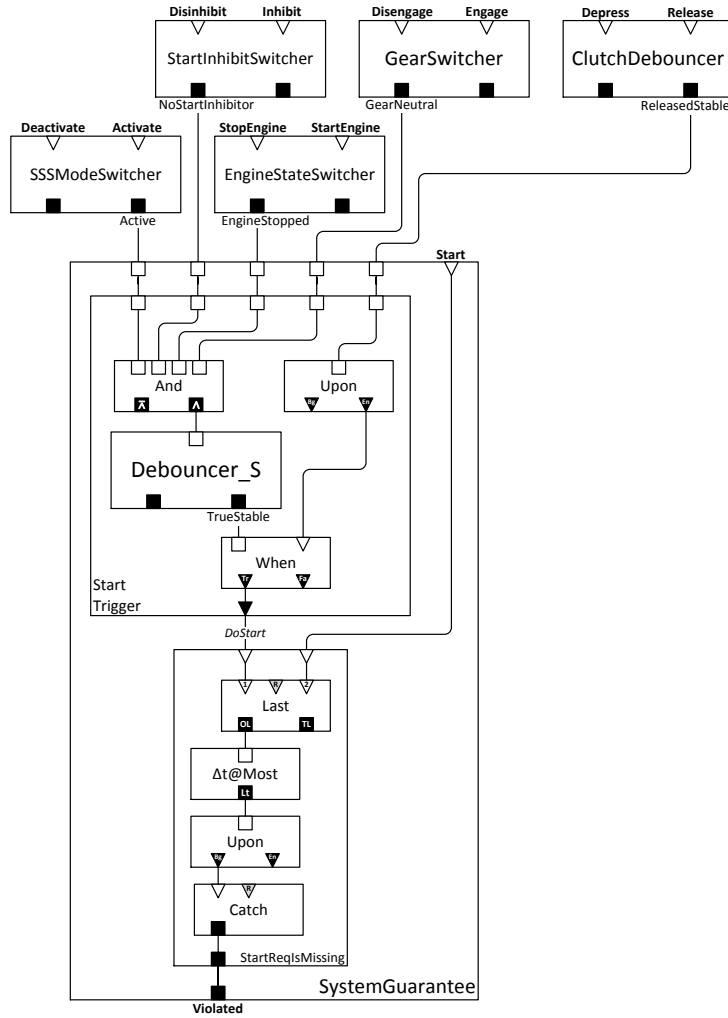 Disinhibit Inhibit
StartInhibitSwitcher
NoStartInhibitor
Disengage Engage
GearSwitcher
GearNeutral
Depress Release
ClutchDebouncer
ReleasedStable
Deactivate Activate
SSSModeSwitcher
Active
StopEngine StartEngine
EngineStateSwitcher
EngineStopped
Start
And
⊼ ∧
Upon
Bg En
Debouncer_S
TrueStable
When
Tr Fa
Start
Trigger
DoStart
1 R 2
Last
OL TL
Δt@Most
Lt
Upon
Bg En
R
Catch
StartReqIsMissing
SystemGuarantee
Violated